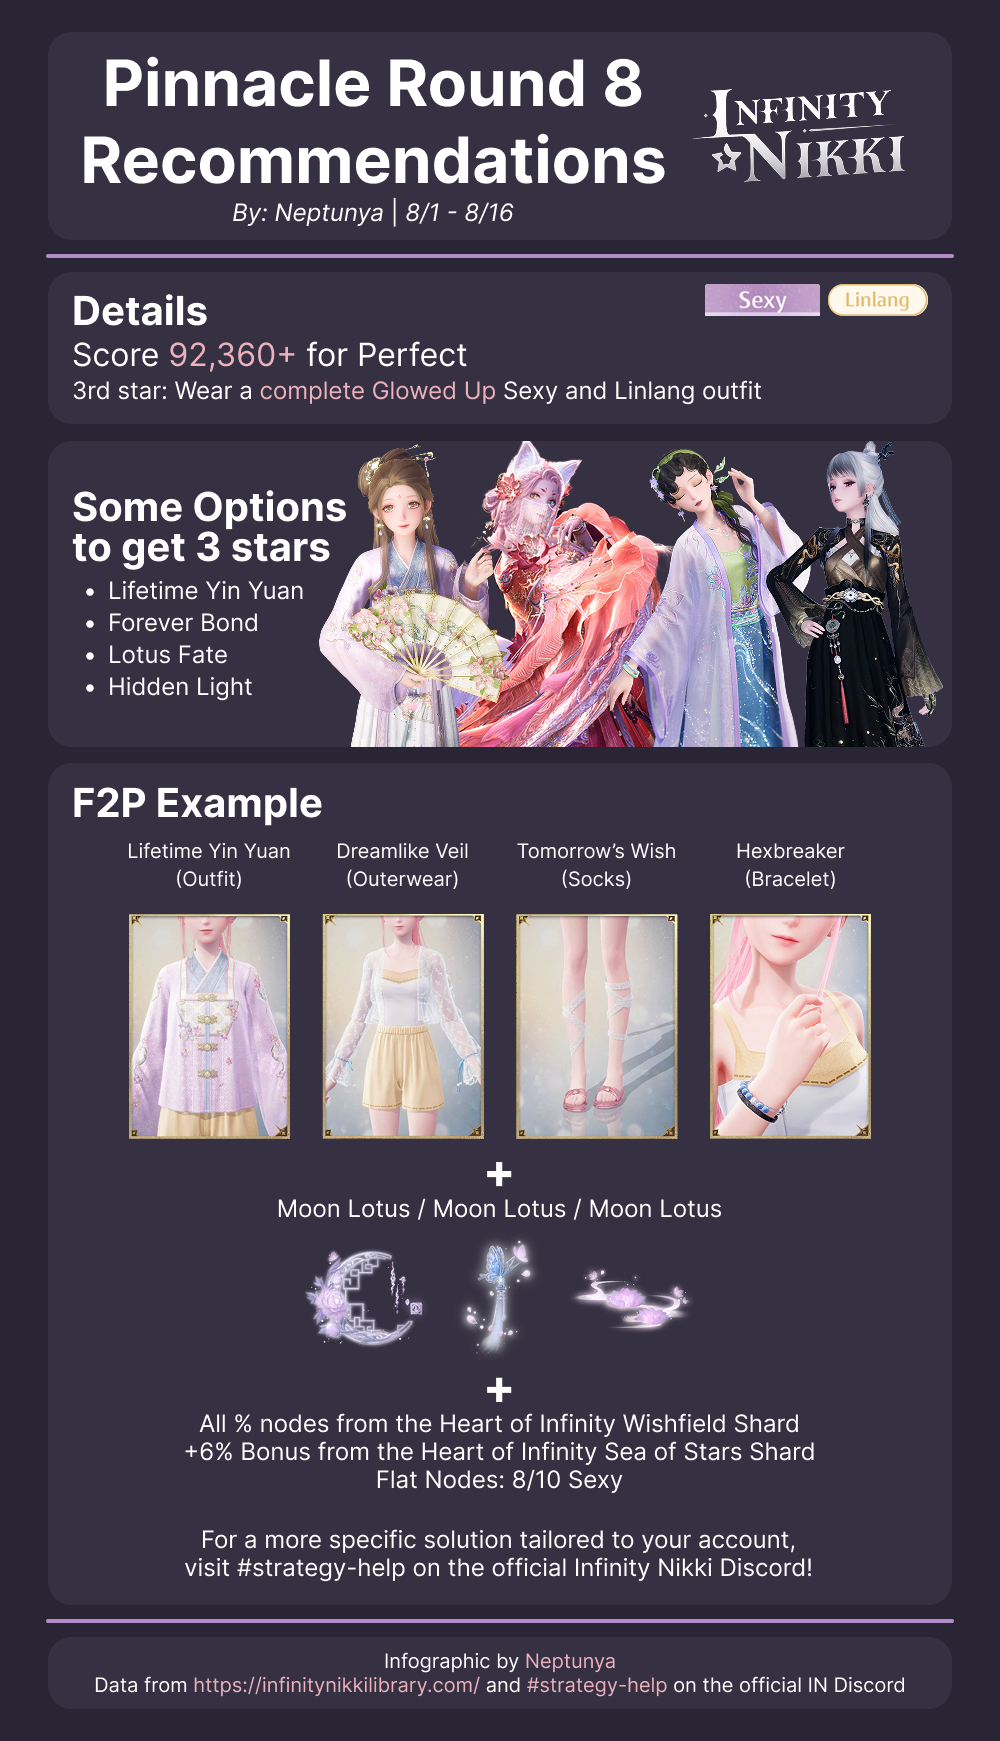 Pinnacle Round 8
Recommendations
By: Neptunya | 8/1 - 8/16
INFINITY
NIKKI
Details
Sexy
Linlang
Score 92,360+ for Perfect
3rd star: Wear a complete Glowed Up Sexy and Linlang outfit
Some Options
to get 3 stars
• Lifetime Yin Yuan
• Forever Bond
• Lotus Fate
• Hidden Light
F2P Example
Lifetime Yin Yuan
(Outfit)
Dreamlike Veil
(Outerwear)
Tomorrow's Wish
(Socks)
Hexbreaker
(Bracelet)
+
Moon Lotus / Moon Lotus / Moon Lotus
+
All % nodes from the Heart of Infinity Wishfield Shard
+6% Bonus from the Heart of Infinity Sea of Stars Shard
Flat Nodes: 8/10 Sexy
For a more specific solution tailored to your account,
visit #strategy-help on the official Infinity Nikki Discord!
Infographic by Neptunya
Data from https://infinitynikkilibrary.com/ and #strategy-help on the official IN Discord